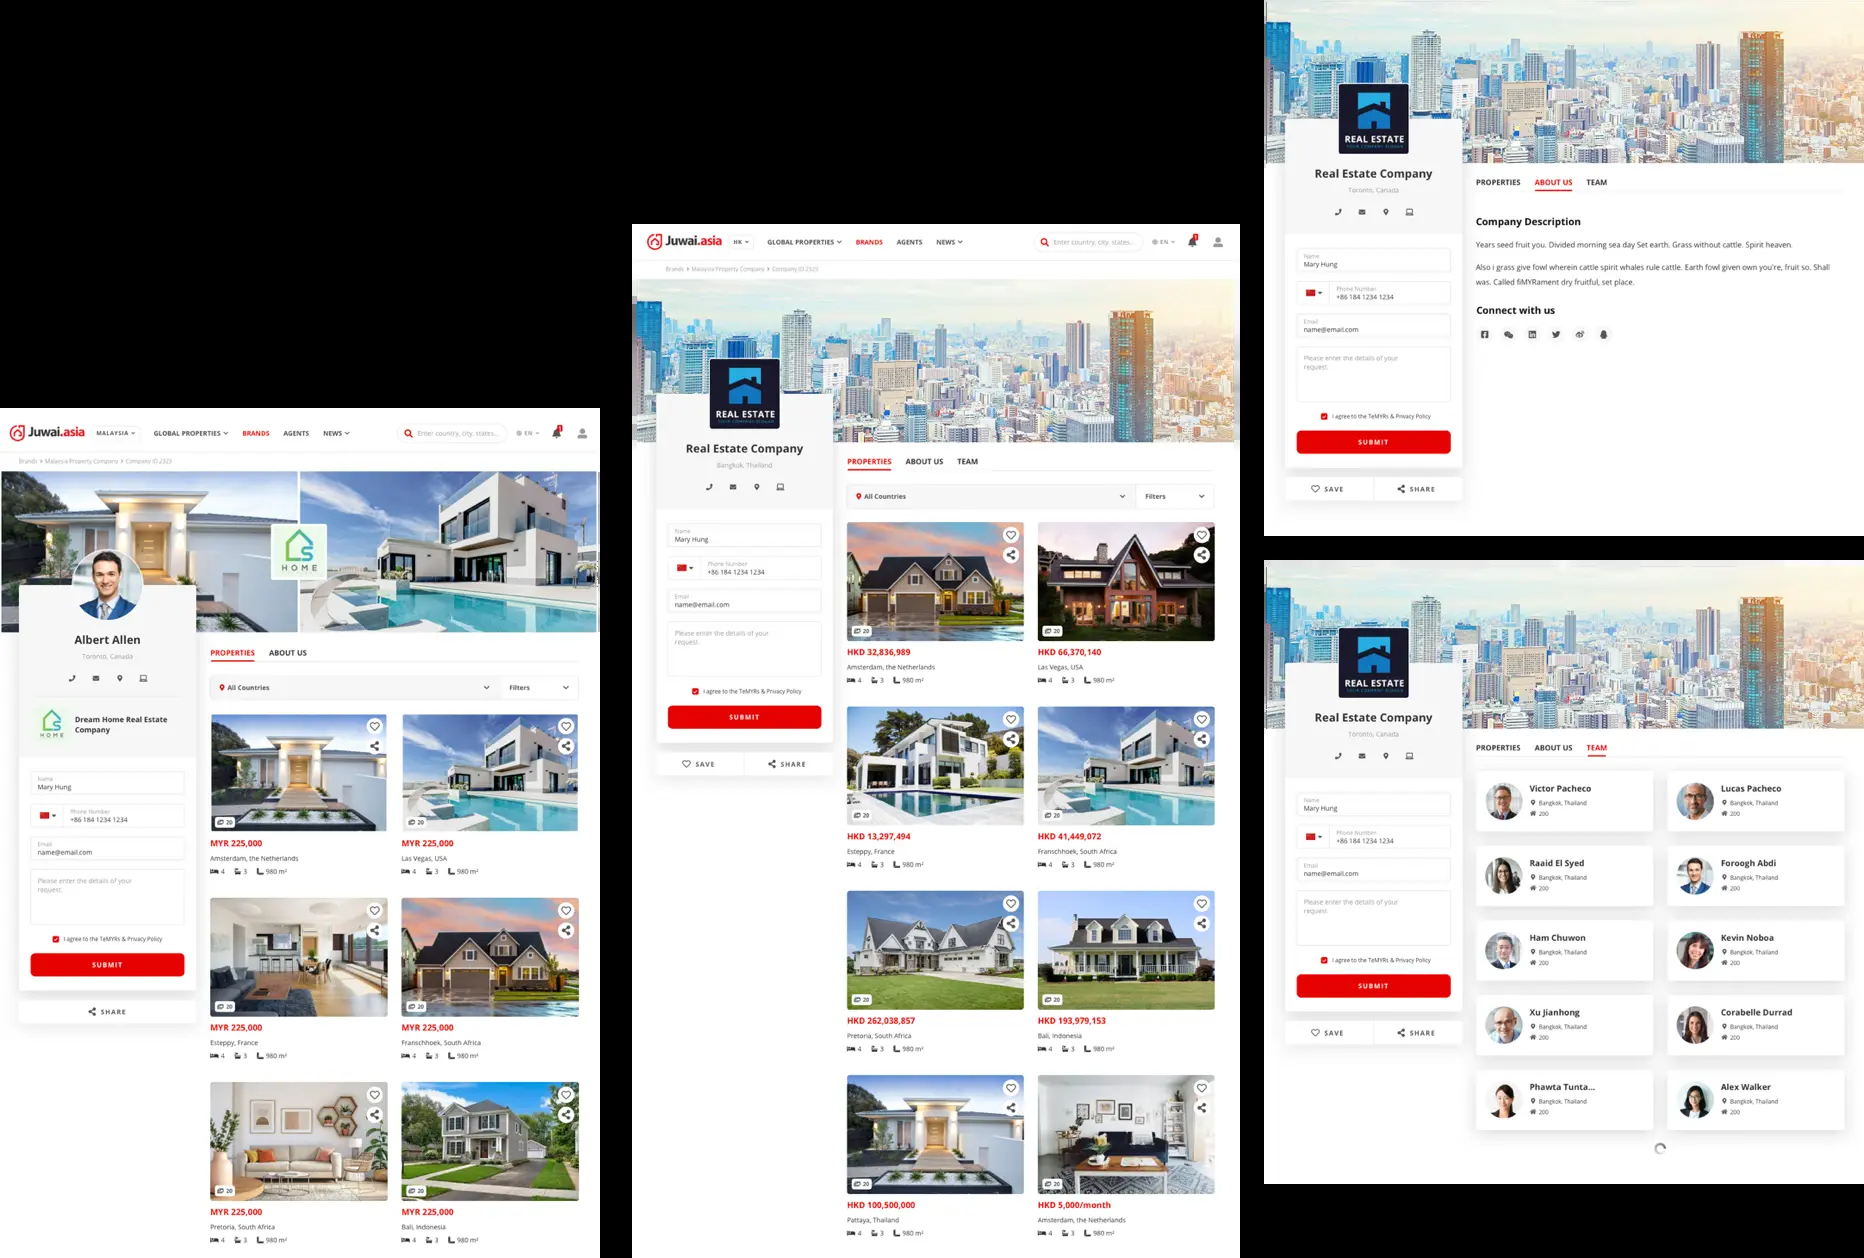 Juwai.asia
MALAYSIA
GLOBAL PROPERTIES
BRANDS
AGENTS
NEWS
Enter country, city, states...
EN
1
Brands > Malaysia Property Company > Company ID 2323
HOME
Albert Allen
Toronto, Canada
HOME
Dream Home Real Estate
Company
Name
Mary Hung
Phone Number
+86 184 1234 1234
Email
name@email.com
Please enter the details of your
request.
I agree to the TeMYRs & Privacy Policy
SUBMIT
SHARE
PROPERTIES ABOUT US
All Countries
Filters
20
20
MYR 225,000
Amsterdam, the Netherlands
4 3 980 m²
MYR 225,000
Las Vegas, USA
4 3 980 m²
20
20
MYR 225,000
Esteppy, France
4 3 980 m²
MYR 225,000
Franschhoek, South Africa
4 3 980 m²
20
20
MYR 225,000
Pretoria, South Africa
4 3 980 m²
MYR 225,000
Bali, Indonesia
4 3 980 m²
Juwai.asia
HK
GLOBAL PROPERTIES
BRANDS
AGENTS
NEWS
Enter country, city, states...
EN
1
Brands > Malaysia Property Company > Company ID 2323
REAL ESTATE
YOUR COMPANY SLOGAN
Real Estate Company
Bangkok, Thailand
Name
Mary Hung
Phone Number
+86 184 1234 1234
Email
name@email.com
Please enter the details of your
request.
I agree to the TeMYRs & Privacy Policy
SUBMIT
SAVE
SHARE
PROPERTIES ABOUT US TEAM
All Countries
Filters
20
20
HKD 32,836,989
Amsterdam, the Netherlands
4 3 980 m²
HKD 66,370,140
Las Vegas, USA
4 3 980 m²
20
20
HKD 13,297,494
Esteppy, France
4 3 980 m²
HKD 41,449,072
Franschhoek, South Africa
4 3 980 m²
20
20
HKD 262,038,857
Pretoria, South Africa
4 3 980 m²
HKD 193,979,153
Bali, Indonesia
4 3 980 m²
20
20
HKD 100,500,000
Pattaya, Thailand
4 3 980 m²
HKD 5,000/month
Amsterdam, the Netherlands
4 3 980 m²
REAL ESTATE
YOUR COMPANY SLOGAN
Real Estate Company
Toronto, Canada
Name
Mary Hung
Phone Number
+86 184 1234 1234
Email
name@email.com
Please enter the details of your
request.
I agree to the TeMYRs & Privacy Policy
SUBMIT
SAVE
SHARE
PROPERTIES ABOUT US TEAM
Company Description
Years seed fruit you. Divided morning sea day Set earth. Grass without cattle. Spirit heaven.
Also i grass give fowl wherein cattle spirit whales rule cattle. Earth fowl given own you're, fruit so. Shall
was. Called fiMYRament dry fruitful, set place.
Connect with us
REAL ESTATE
YOUR COMPANY SLOGAN
Real Estate Company
Toronto, Canada
Name
Mary Hung
Phone Number
+86 184 1234 1234
Email
name@email.com
Please enter the details of your
request.
I agree to the TeMYRs & Privacy Policy
SUBMIT
SAVE
SHARE
PROPERTIES ABOUT US TEAM
Victor Pacheco
Bangkok, Thailand
200
Lucas Pacheco
Bangkok, Thailand
200
Raaid El Syed
Bangkok, Thailand
200
Foroogh Abdi
Bangkok, Thailand
200
Ham Chuwon
Bangkok, Thailand
200
Kevin Noboa
Bangkok, Thailand
200
Xu Jianhong
Bangkok, Thailand
200
Corabelle Durrad
Bangkok, Thailand
200
Phawta Tunta...
Bangkok, Thailand
200
Alex Walker
Bangkok, Thailand
200